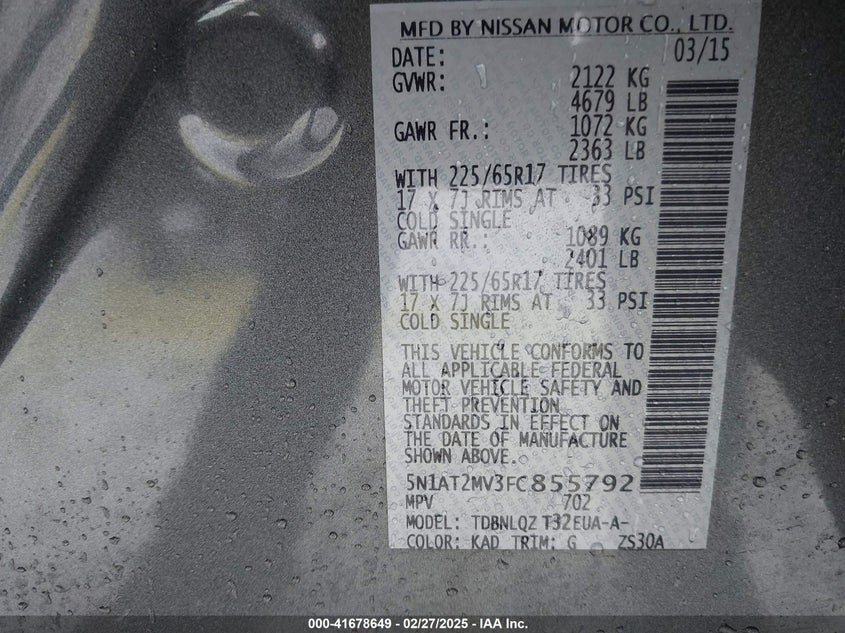 MFD BY NISSAN MOTOR CO., LTD.
DATE: 03/15
GVWR: 2122 KG
4679 LB
GAWR FR.: 1072 KG
2363 LB
WITH 225/65R17 TIRES
17 X 7J RIMS AT 33 PSI
COLD SINGLE
GAWR RR.: 1089 KG
2401 LB
WITH 225/65R17 TIRES
17 X 7J RIMS AT 33 PSI
COLD SINGLE
THIS VEHICLE CONFORMS TO
ALL APPLICABLE FEDERAL
MOTOR VEHICLE SAFETY AND
THEFT PREVENTION
STANDARDS IN EFFECT ON
THE DATE OF MANUFACTURE
SHOWN ABOVE.
5N1AT2MV3FC855792
MPV 702
MODEL: TDBNLQZ T32EUA-A-
COLOR: KAD TRIM: G ZS30A
000-41678649 - 02/27/2025 - IAA Inc.